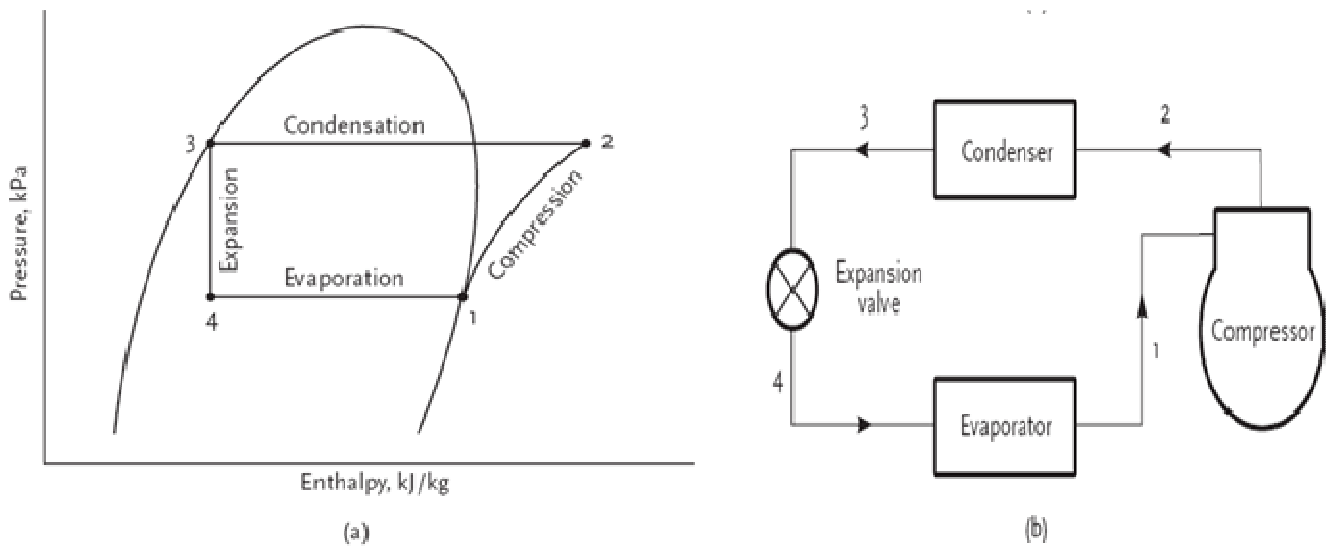 Pressure, kPa
3
Condensation
2
Expansion
Compression
Evaporation
4
1
Enthalpy, kJ/kg
(a)
3
Condenser
2
Expansion
valve
Compressor
1
4
Evaporator
(b)